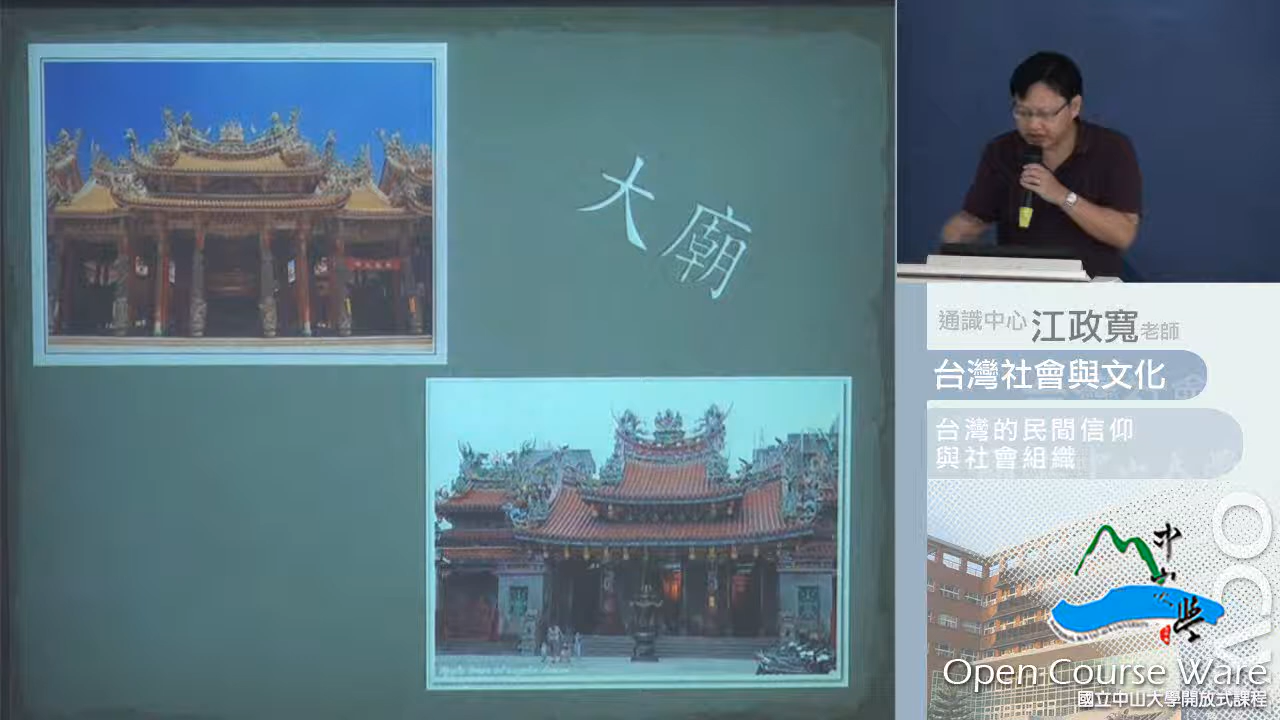 大廟
通識中心 江政寬 老師
台灣社會與文化
台灣的民間信仰
與社會組織
Open Course Ware
國立中山大學開放式課程